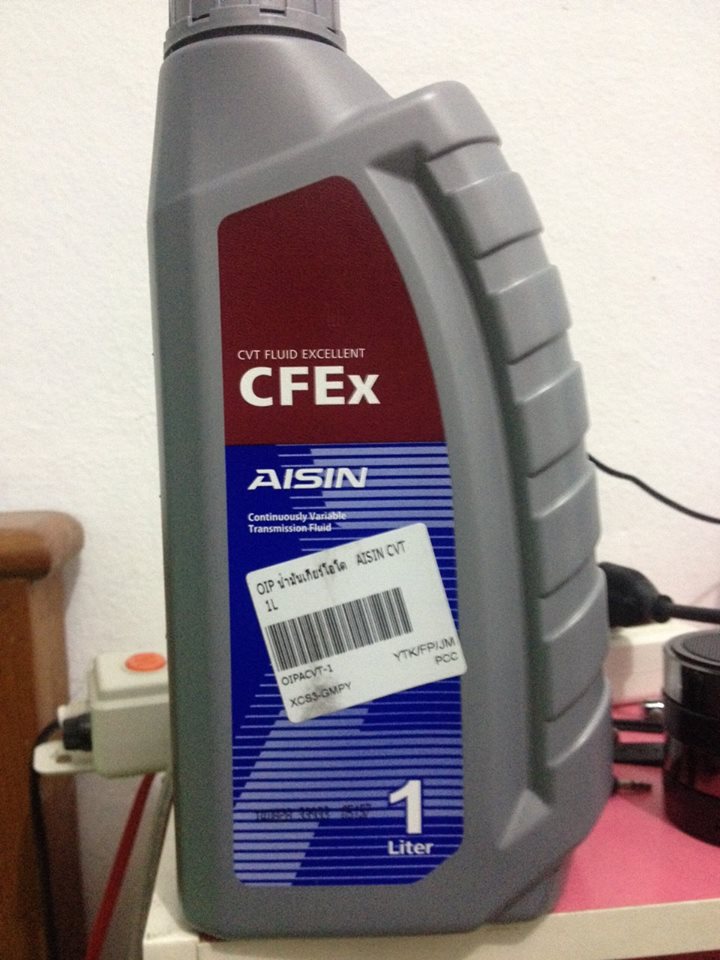 CVT FLUID EXCELLENT
CFEx
AISIN
Continuously Variable
Transmission Fluid
OIP น้ำมันเกียร์โอโต AISIN CVT
1L
OIPACVT-1
YTK/FP/JM
PCC
XCS3-GMPY
1
Liter